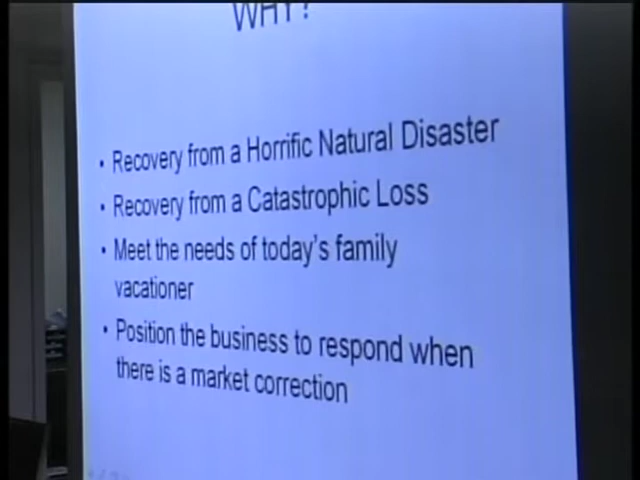 WHY?
• Recovery from a Horrific Natural Disaster
• Recovery from a Catastrophic Loss
• Meet the needs of today's family
vacationer
• Position the business to respond when
there is a market correction